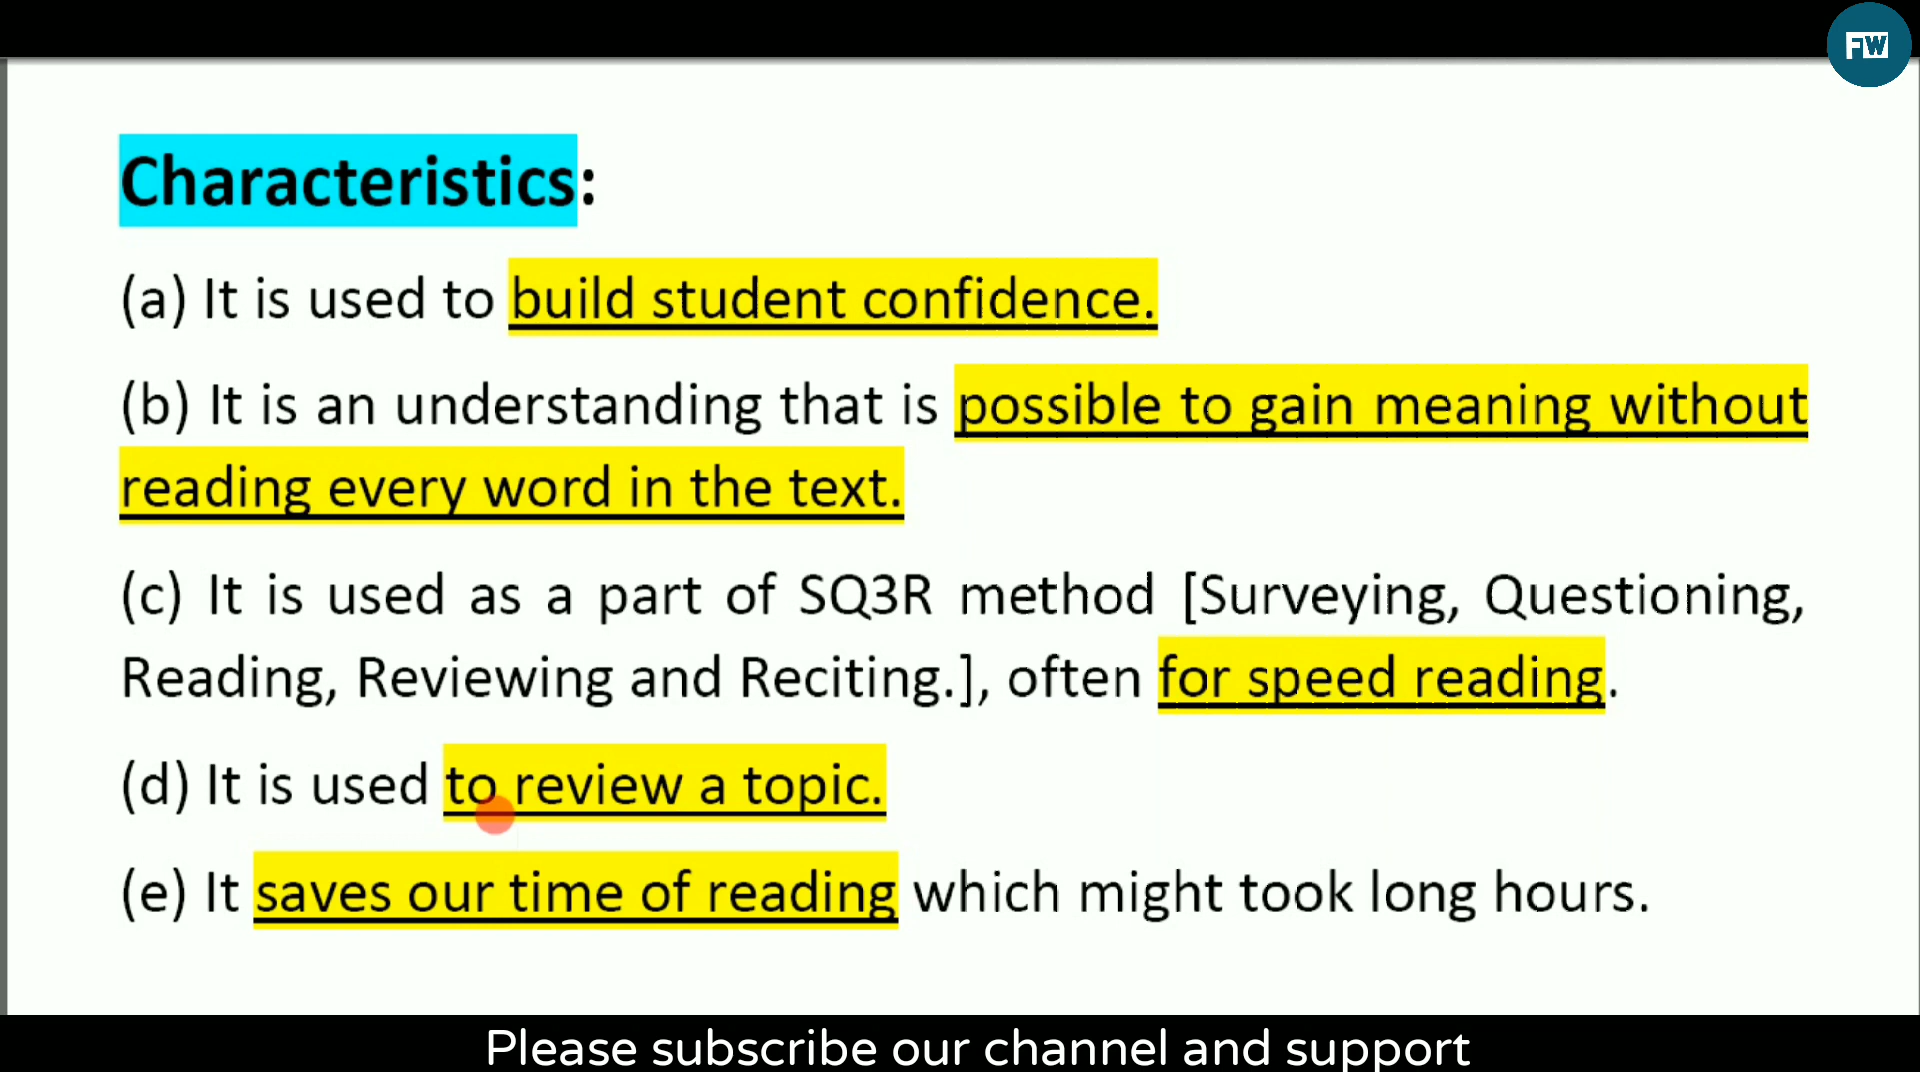 FW
Characteristics:
(a) It is used to build student confidence.
(b) It is an understanding that is possible to gain meaning without
reading every word in the text.
(c) It is used as a part of SQ3R method [Surveying, Questioning,
Reading, Reviewing and Reciting.], often for speed reading.
(d) It is used to review a topic.
(e) It saves our time of reading which might took long hours.
Please subscribe our channel and support